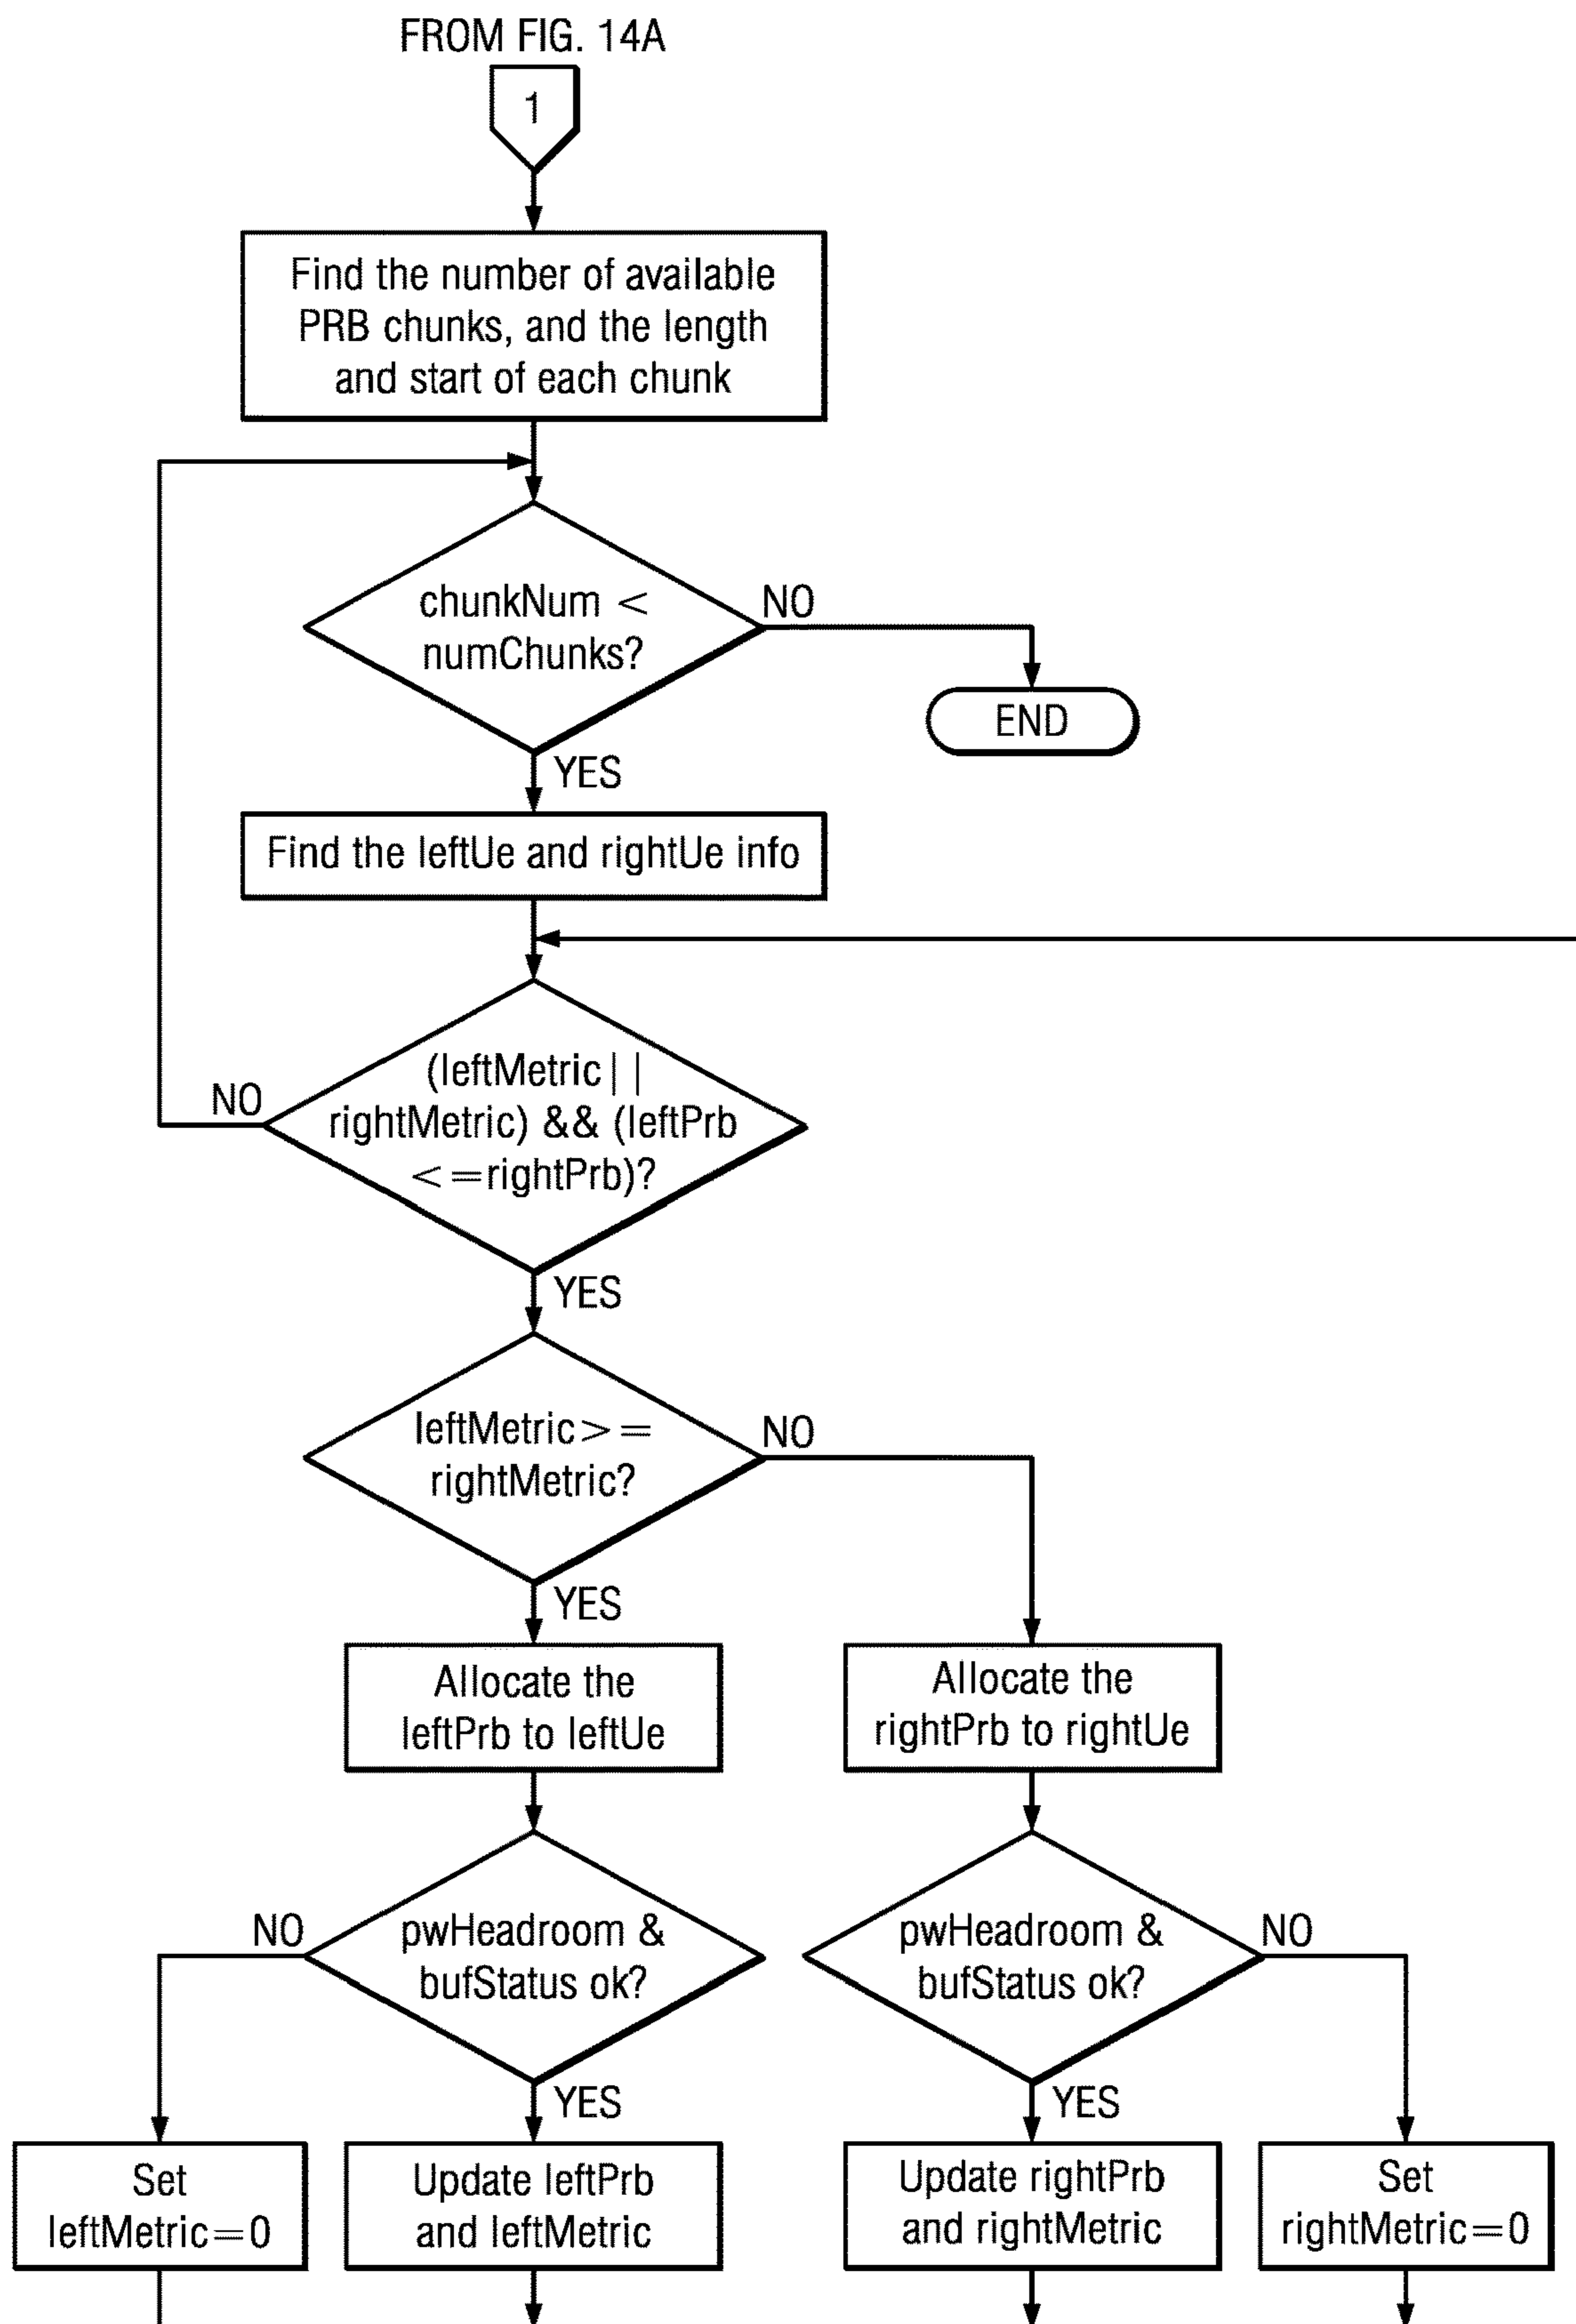 FROM FIG. 14A
1
Find the number of available
PRB chunks, and the length
and start of each chunk
chunkNum <
numChunks?
NO
END
YES
Find the leftUe and rightUe info
(leftMetric||
rightMetric) && (leftPrb
<=rightPrb)?
NO
YES
leftMetric>=
rightMetric?
NO
YES
Allocate the
leftPrb to leftUe
Allocate the
rightPrb to rightUe
NO
pwHeadroom &
bufStatus ok?
YES
pwHeadroom &
bufStatus ok?
NO
YES
Set
leftMetric=0
Update leftPrb
and leftMetric
Update rightPrb
and rightMetric
Set
rightMetric=0